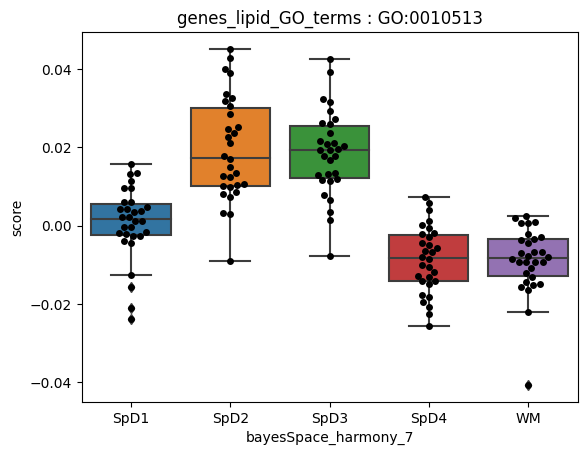 genes_lipid_GO_terms : GO:0010513
score
0.04
0.02
0.00
−0.02
−0.04
SpD1 SpD2 SpD3 SpD4 WM
bayesSpace_harmony_7